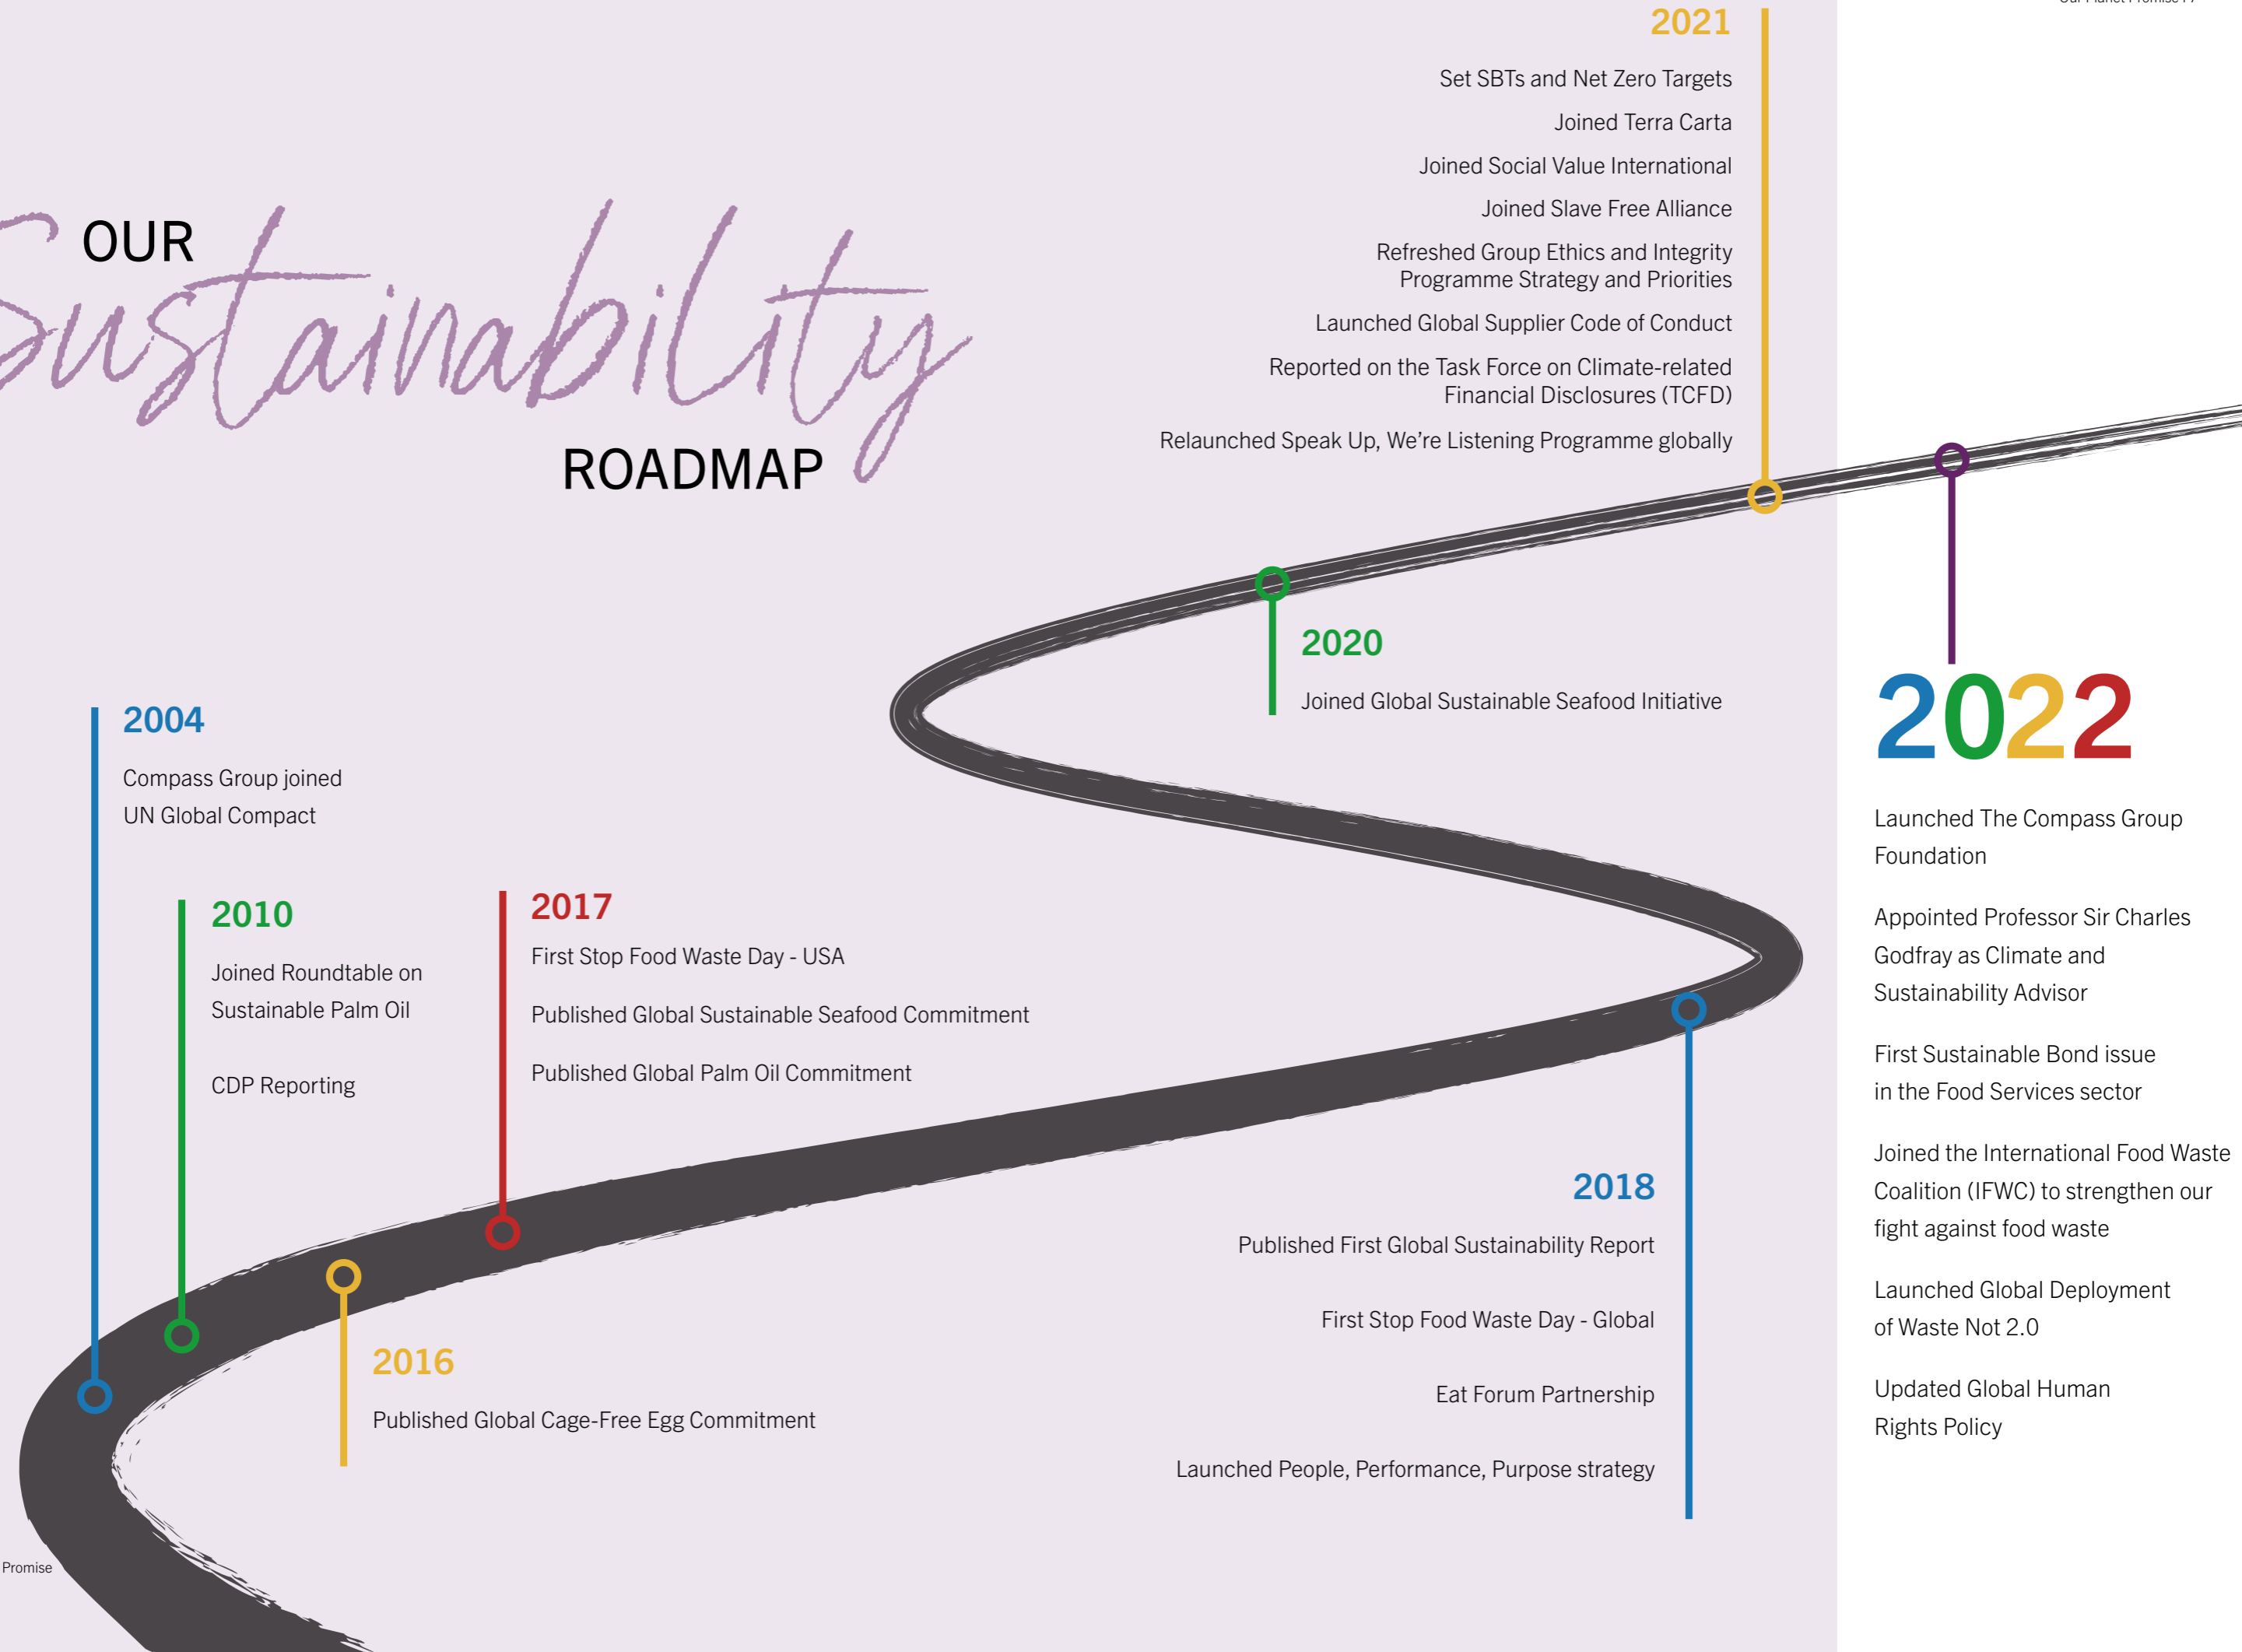 OUR
Sustainability
ROADMAP
2004
Compass Group joined
UN Global Compact
2010
Joined Roundtable on
Sustainable Palm Oil
CDP Reporting
2016
Published Global Cage-Free Egg Commitment
2017
First Stop Food Waste Day - USA
Published Global Sustainable Seafood Commitment
Published Global Palm Oil Commitment
2018
Published First Global Sustainability Report
First Stop Food Waste Day - Global
Eat Forum Partnership
Launched People, Performance, Purpose strategy
2020
Joined Global Sustainable Seafood Initiative
2021
Set SBTs and Net Zero Targets
Joined Terra Carta
Joined Social Value International
Joined Slave Free Alliance
Refreshed Group Ethics and Integrity
Programme Strategy and Priorities
Launched Global Supplier Code of Conduct
Reported on the Task Force on Climate-related
Financial Disclosures (TCFD)
Relaunched Speak Up, We're Listening Programme globally
2022
Launched The Compass Group
Foundation
Appointed Professor Sir Charles
Godfray as Climate and
Sustainability Advisor
First Sustainable Bond issue
in the Food Services sector
Joined the International Food Waste
Coalition (IFWC) to strengthen our
fight against food waste
Launched Global Deployment
of Waste Not 2.0
Updated Global Human
Rights Policy
Promise